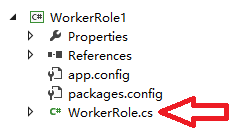 C# WorkerRole1
Properties
References
app.config
packages.config
C# WorkerRole.cs